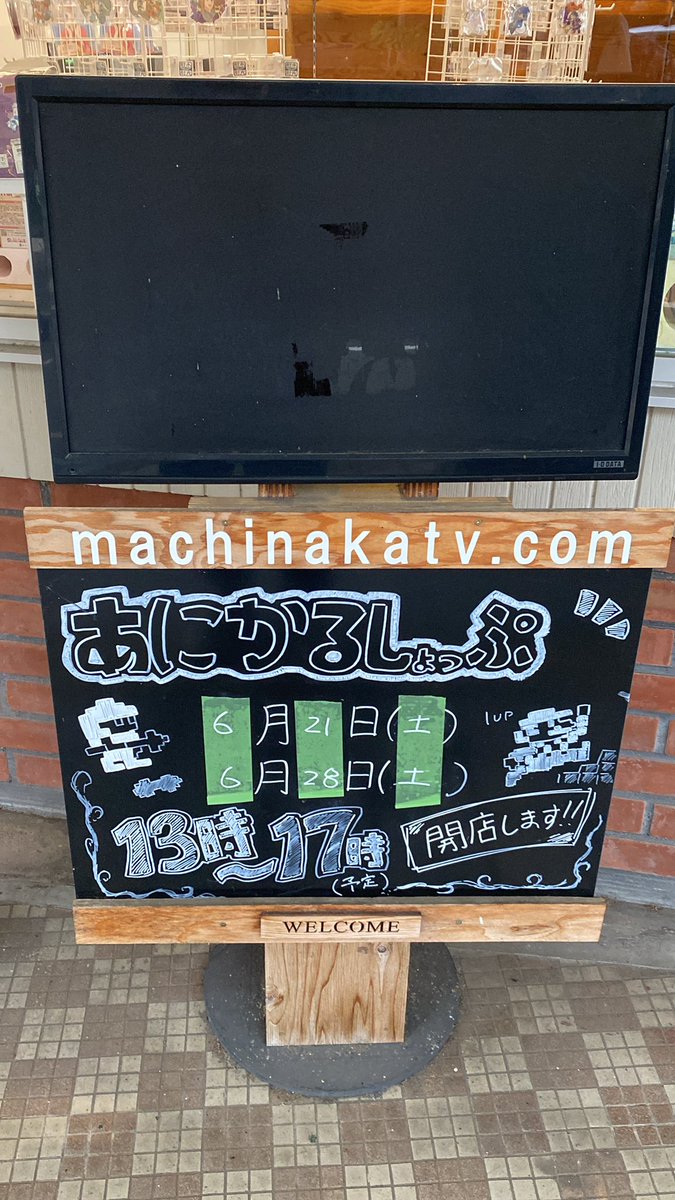 I-O DATA
machinakatv.com
あにかるしょっぷ
6月21日(土)
1UP
6月28日(土)
13時～17時
(予定)
開店します!!
WELCOME